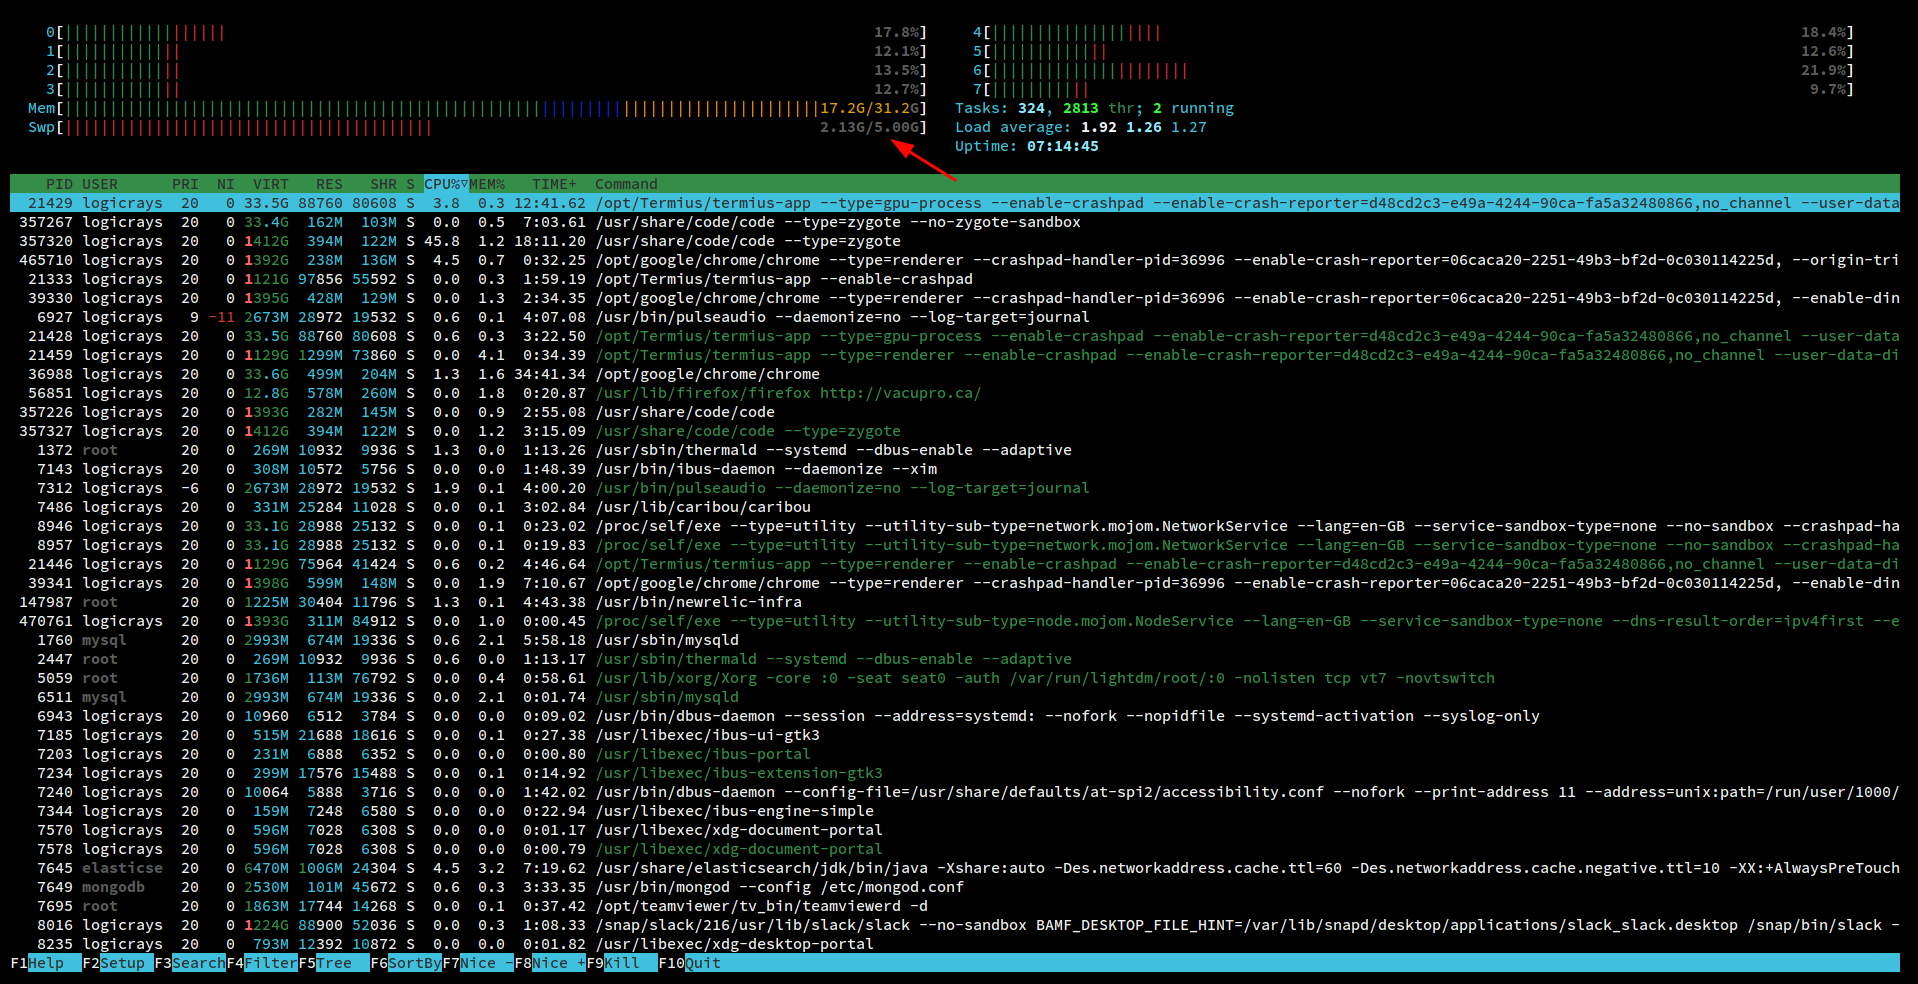 0[ 17.8%] 4[ 18.4%]
1[ 12.1%] 5[ 12.6%]
2[ 13.5%] 6[ 21.9%]
3[ 12.7%] 7[ 9.7%]
Mem[ 17.2G/31.2G] Tasks: 324, 2813 thr; 2 running
Swp[ 2.13G/5.00G] Load average: 1.92 1.26 1.27
Uptime: 07:14:45
PID USER PRI NI VIRT RES SHR S CPU%▽MEM% TIME+ Command
21429 logicrays 20 0 33.5G 88760 80608 S 3.8 0.3 12:41.62 /opt/Termius/termius-app --type=gpu-process --enable-crashpad --enable-crash-reporter=d48cd2c3-e49a-4244-90ca-fa5a32480866,no_channel --user-data
357267 logicrays 20 0 33.4G 162M 103M S 0.0 0.5 7:03.61 /usr/share/code/code --type=zygote --no-zygote-sandbox
357320 logicrays 20 0 1412G 394M 122M S 45.8 1.2 18:11.20 /usr/share/code/code --type=zygote
465710 logicrays 20 0 1392G 238M 136M S 4.5 0.7 0:32.25 /opt/google/chrome/chrome --type=renderer --crashpad-handler-pid=36996 --enable-crash-reporter=06caca20-2251-49b3-bf2d-0c030114225d, --origin-tri
21333 logicrays 20 0 1121G 97856 55592 S 0.0 0.3 1:59.19 /opt/Termius/termius-app --enable-crashpad
39330 logicrays 20 0 1395G 428M 129M S 0.0 1.3 2:34.35 /opt/google/chrome/chrome --type=renderer --crashpad-handler-pid=36996 --enable-crash-reporter=06caca20-2251-49b3-bf2d-0c030114225d, --enable-din
6927 logicrays 9 -11 2673M 28972 19532 S 0.6 0.1 4:07.08 /usr/bin/pulseaudio --daemonize=no --log-target=journal
21428 logicrays 20 0 33.5G 88760 80608 S 0.6 0.3 3:22.50 /opt/Termius/termius-app --type=gpu-process --enable-crashpad --enable-crash-reporter=d48cd2c3-e49a-4244-90ca-fa5a32480866,no_channel --user-data
21459 logicrays 20 0 1129G 1299M 73860 S 0.0 4.1 0:34.39 /opt/Termius/termius-app --type=renderer --enable-crashpad --enable-crash-reporter=d48cd2c3-e49a-4244-90ca-fa5a32480866,no_channel --user-data-di
36988 logicrays 20 0 33.6G 499M 204M S 1.3 1.6 34:41.34 /opt/google/chrome/chrome
56851 logicrays 20 0 12.8G 578M 260M S 0.0 1.8 0:20.87 /usr/lib/firefox/firefox http://vacupro.ca/
357226 logicrays 20 0 1393G 282M 145M S 0.0 0.9 2:55.08 /usr/share/code/code
357327 logicrays 20 0 1412G 394M 122M S 0.0 1.2 3:15.09 /usr/share/code/code --type=zygote
1372 root 20 0 269M 10932 9936 S 1.3 0.0 1:13.26 /usr/sbin/thermald --systemd --dbus-enable --adaptive
7143 logicrays 20 0 308M 10572 5756 S 0.0 0.0 1:48.39 /usr/bin/ibus-daemon --daemonize --xim
7312 logicrays -6 0 2673M 28972 19532 S 1.9 0.1 4:00.20 /usr/bin/pulseaudio --daemonize=no --log-target=journal
7486 logicrays 20 0 331M 25284 11028 S 0.0 0.1 3:02.84 /usr/lib/caribou/caribou
8946 logicrays 20 0 33.1G 28988 25132 S 0.0 0.1 0:23.02 /proc/self/exe --type=utility --utility-sub-type=network.mojom.NetworkService --lang=en-GB --service-sandbox-type=none --no-sandbox --crashpad-ha
8957 logicrays 20 0 33.1G 28988 25132 S 0.0 0.1 0:19.83 /proc/self/exe --type=utility --utility-sub-type=network.mojom.NetworkService --lang=en-GB --service-sandbox-type=none --no-sandbox --crashpad-ha
21446 logicrays 20 0 1129G 75964 41424 S 0.6 0.2 4:46.64 /opt/Termius/termius-app --type=renderer --enable-crashpad --enable-crash-reporter=d48cd2c3-e49a-4244-90ca-fa5a32480866,no_channel --user-data-di
39341 logicrays 20 0 1398G 599M 148M S 0.0 1.9 7:10.67 /opt/google/chrome/chrome --type=renderer --crashpad-handler-pid=36996 --enable-crash-reporter=06caca20-2251-49b3-bf2d-0c030114225d, --enable-din
147987 root 20 0 1225M 30404 11796 S 1.3 0.1 4:43.38 /usr/bin/newrelic-infra
470761 logicrays 20 0 1393G 311M 84912 S 0.0 1.0 0:00.45 /proc/self/exe --type=utility --utility-sub-type=node.mojom.NodeService --lang=en-GB --service-sandbox-type=none --dns-result-order=ipv4first --e
1760 mysql 20 0 2993M 674M 19336 S 0.6 2.1 5:58.18 /usr/sbin/mysqld
2447 root 20 0 269M 10932 9936 S 0.6 0.0 1:13.17 /usr/sbin/thermald --systemd --dbus-enable --adaptive
5059 root 20 0 1736M 113M 76792 S 0.0 0.4 0:58.61 /usr/lib/xorg/Xorg -core :0 -seat seat0 -auth /var/run/lightdm/root/:0 -nolisten tcp vt7 -novtswitch
6511 mysql 20 0 2993M 674M 19336 S 0.0 2.1 0:01.74 /usr/sbin/mysqld
6943 logicrays 20 0 10960 6512 3784 S 0.0 0.0 0:09.02 /usr/bin/dbus-daemon --session --address=systemd: --nofork --nopidfile --systemd-activation --syslog-only
7185 logicrays 20 0 515M 21688 18616 S 0.0 0.1 0:27.38 /usr/libexec/ibus-ui-gtk3
7203 logicrays 20 0 231M 6888 6352 S 0.0 0.0 0:00.80 /usr/libexec/ibus-portal
7234 logicrays 20 0 299M 17576 15488 S 0.0 0.1 0:14.92 /usr/libexec/ibus-extension-gtk3
7240 logicrays 20 0 10064 5888 3716 S 0.0 0.0 1:42.02 /usr/bin/dbus-daemon --config-file=/usr/share/defaults/at-spi2/accessibility.conf --nofork --print-address 11 --address=unix:path=/run/user/1000/
7344 logicrays 20 0 159M 7248 6580 S 0.0 0.0 0:22.94 /usr/libexec/ibus-engine-simple
7570 logicrays 20 0 596M 7028 6308 S 0.0 0.0 0:01.17 /usr/libexec/xdg-document-portal
7578 logicrays 20 0 596M 7028 6308 S 0.0 0.0 0:00.79 /usr/libexec/xdg-document-portal
7645 elasticse 20 0 6470M 1006M 24304 S 4.5 3.2 7:19.62 /usr/share/elasticsearch/jdk/bin/java -Xshare:auto -Des.networkaddress.cache.ttl=60 -Des.networkaddress.cache.negative.ttl=10 -XX:+AlwaysPreTouch
7649 mongodb 20 0 2530M 101M 45672 S 0.6 0.3 3:33.35 /usr/bin/mongod --config /etc/mongod.conf
7695 root 20 0 1863M 17744 14268 S 0.0 0.1 0:37.42 /opt/teamviewer/tv_bin/teamviewerd -d
8016 logicrays 20 0 1224G 88900 52036 S 0.0 0.3 1:08.33 /snap/slack/216/usr/lib/slack/slack --no-sandbox BAMF_DESKTOP_FILE_HINT=/var/lib/snapd/desktop/applications/slack_slack.desktop /snap/bin/slack -
8235 logicrays 20 0 793M 12392 10872 S 0.0 0.0 0:01.82 /usr/libexec/xdg-desktop-portal
F1Help F2Setup F3SearchF4FilterF5Tree F6SortByF7Nice -F8Nice +F9Kill F10Quit